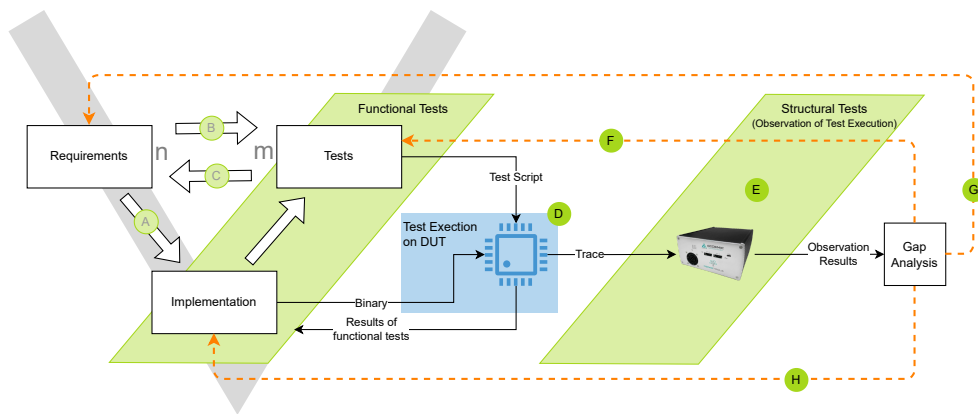 Functional Tests
Structural Tests
(Observation of Test Execution)
Requirements
n
B
m
C
Tests
F
A
Test Script
D
E
G
Test Exection
on DUT
Implementation
Binary
Trace
Observation
Results
Gap
Analysis
Results of
functional tests
H